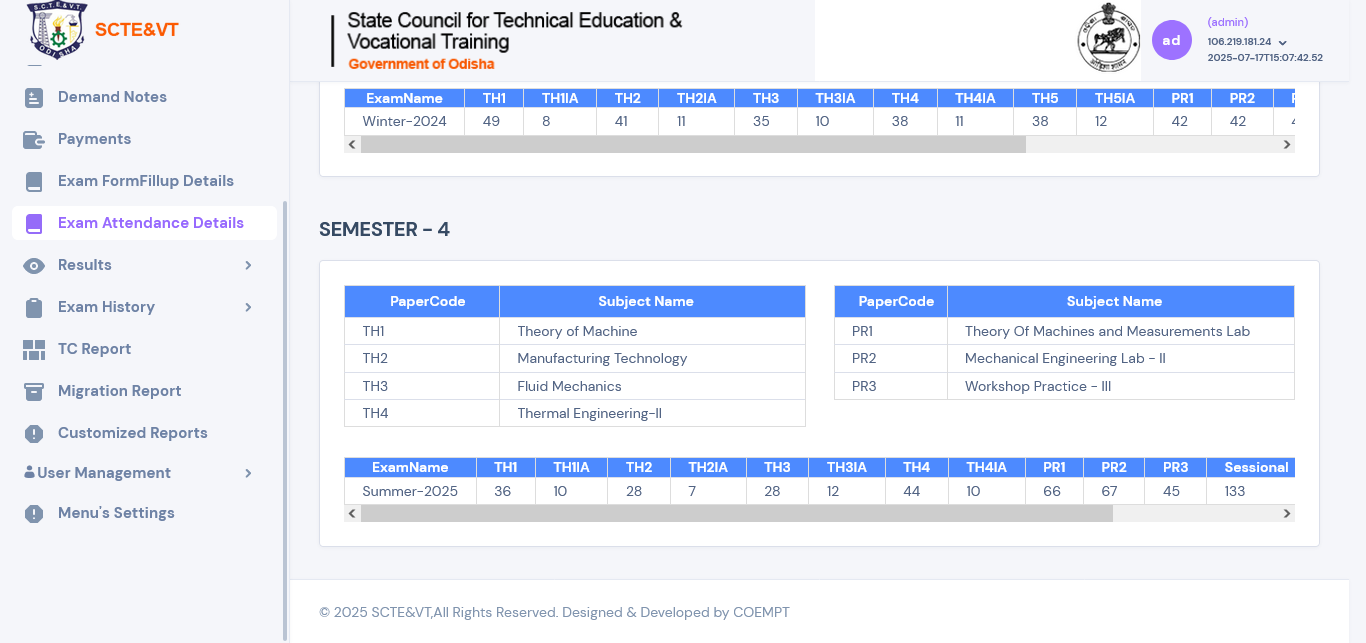 SCTE&VT
State Council for Technical Education &
Vocational Training
Government of Odisha
ad
(admin)
106.219.181.24
2025-07-17T15:07:42.52
Demand Notes
Payments
Exam FormFillup Details
Exam Attendance Details
Results
Exam History
TC Report
Migration Report
Customized Reports
User Management
Menu's Settings
ExamName TH1 TH1IA TH2 TH2IA TH3 TH3IA TH4 TH4IA TH5 TH5IA PR1 PR2
Winter-2024 49 8 41 11 35 10 38 11 38 12 42 42
SEMESTER - 4
PaperCode Subject Name
TH1 Theory of Machine
TH2 Manufacturing Technology
TH3 Fluid Mechanics
TH4 Thermal Engineering-II
PaperCode Subject Name
PR1 Theory Of Machines and Measurements Lab
PR2 Mechanical Engineering Lab - II
PR3 Workshop Practice - III
ExamName TH1 TH1IA TH2 TH2IA TH3 TH3IA TH4 TH4IA PR1 PR2 PR3 Sessional
Summer-2025 36 10 28 7 28 12 44 10 66 67 45 133
© 2025 SCTE&VT,All Rights Reserved. Designed & Developed by COEMPT